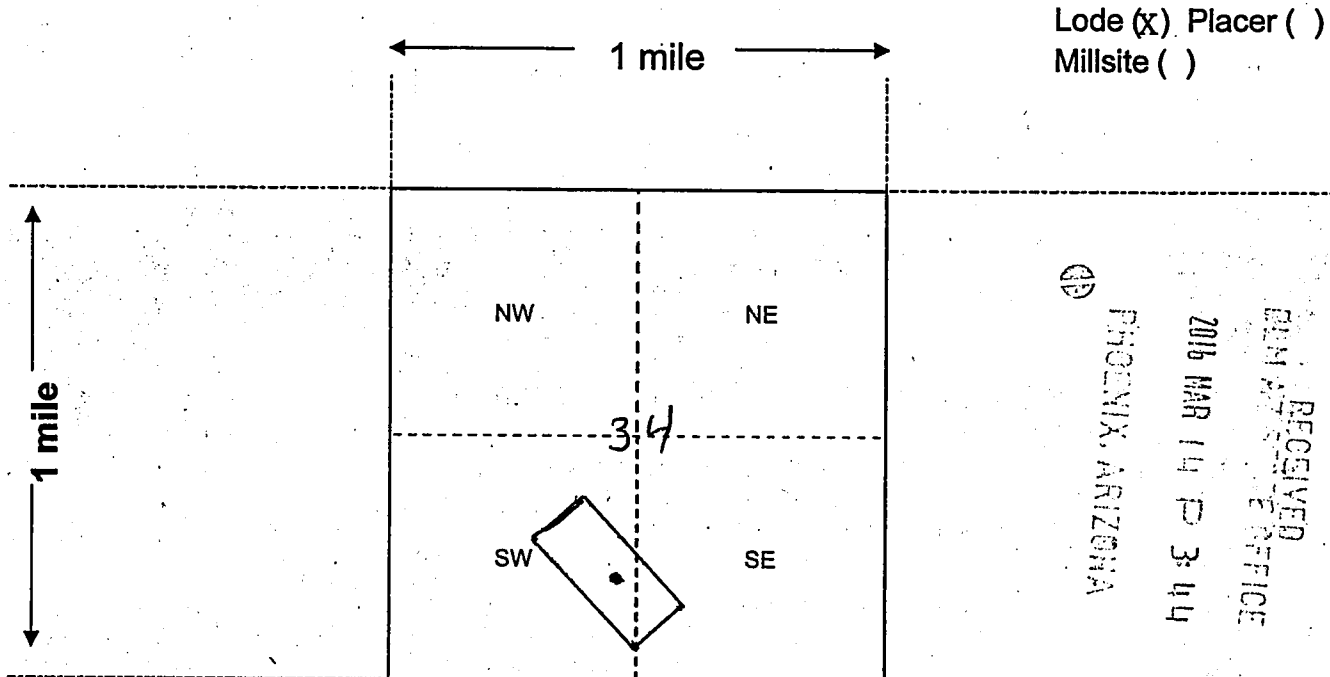 Lode (X) Placer ( )
Millsite ( )
1 mile
1 mile
NW
NE
34
SW
SE
RECEIVED
OFFICE
2016 MAR 14 P 3 44
PHOENIX, ARIZONA